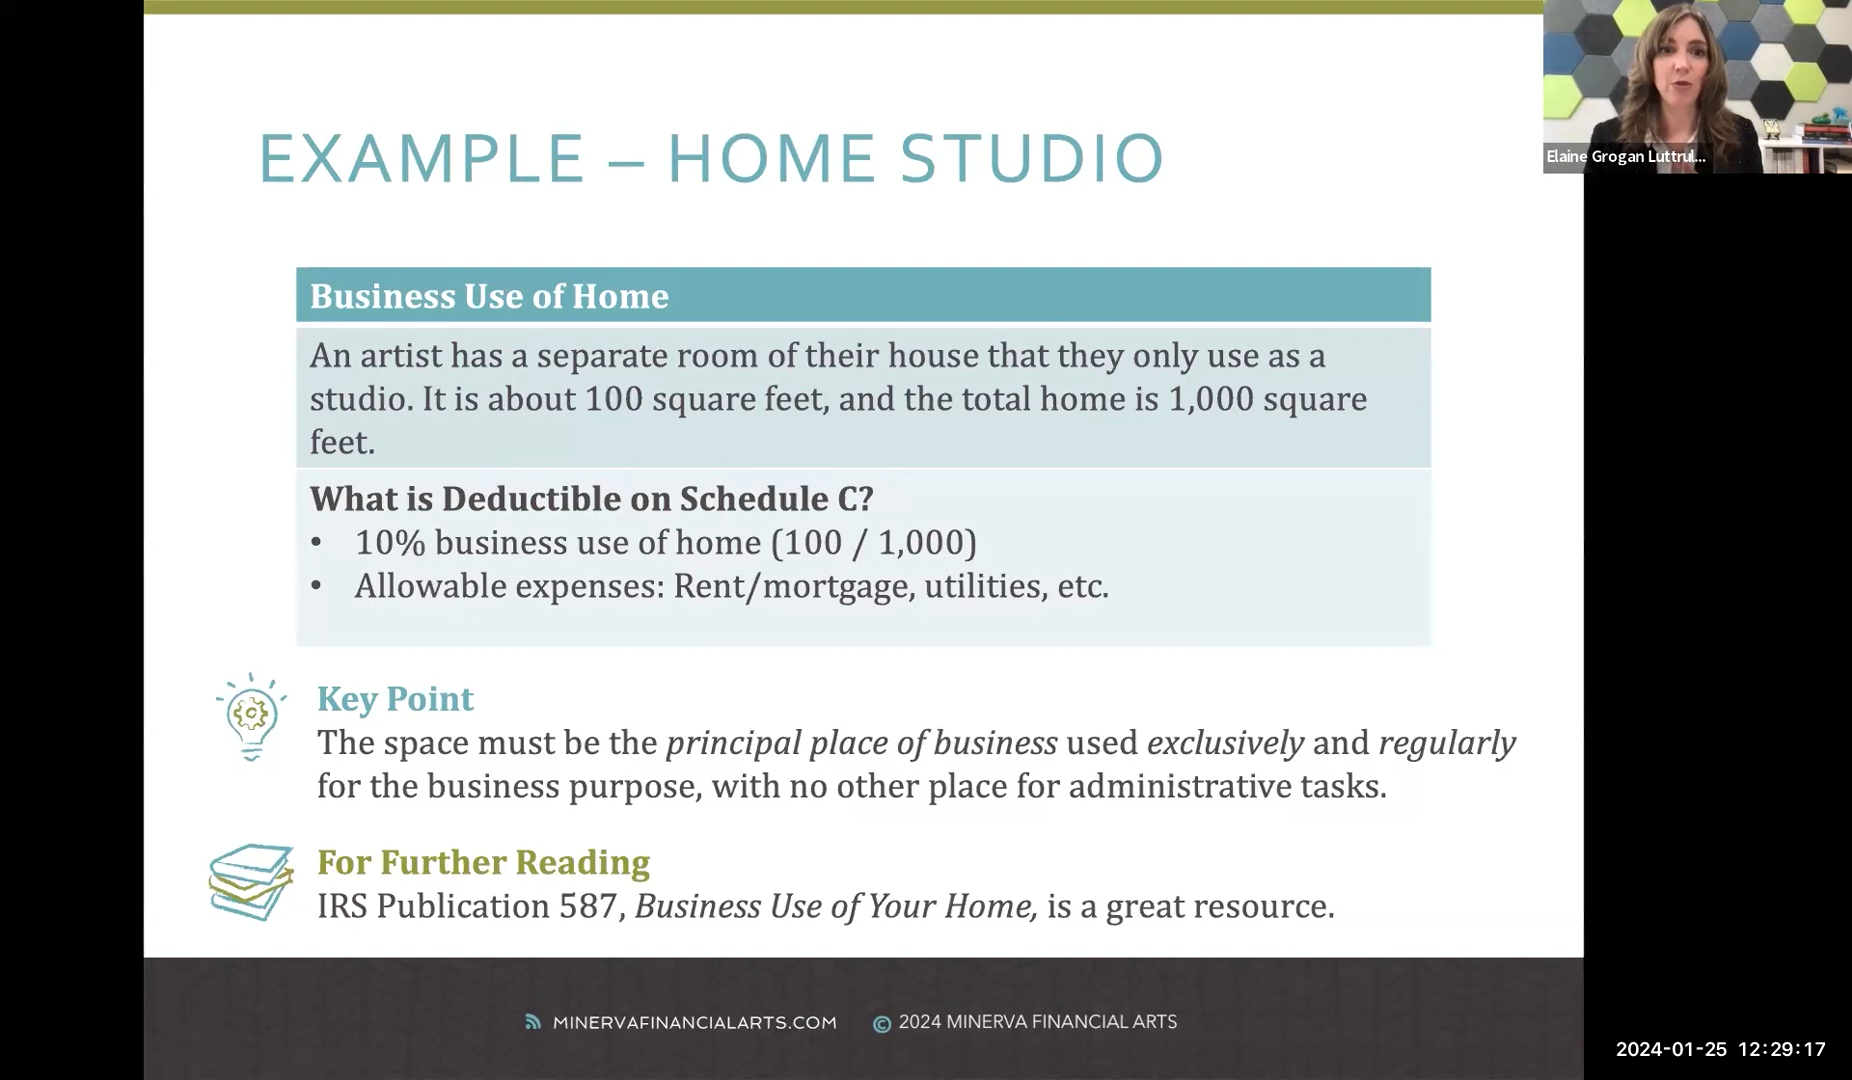 EXAMPLE – HOME STUDIO
Elaine Grogan Luttrul...
Business Use of Home
An artist has a separate room of their house that they only use as a
studio. It is about 100 square feet, and the total home is 1,000 square
feet.
What is Deductible on Schedule C?
• 10% business use of home (100 / 1,000)
• Allowable expenses: Rent/mortgage, utilities, etc.
Key Point
The space must be the principal place of business used exclusively and regularly
for the business purpose, with no other place for administrative tasks.
For Further Reading
IRS Publication 587, Business Use of Your Home, is a great resource.
MINERVAFINANCIALARTS.COM © 2024 MINERVA FINANCIAL ARTS
2024-01-25 12:29:17